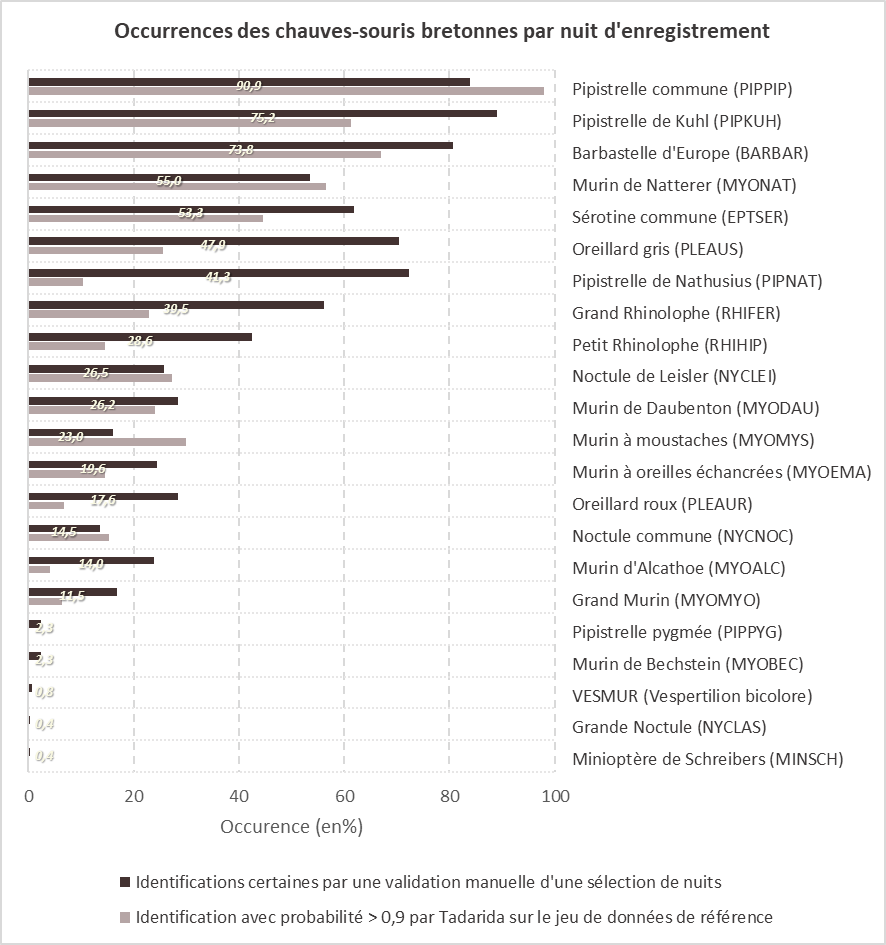 Occurrences des chauves-souris bretonnes par nuit d'enregistrement
90,9 Pipistrelle commune (PIPPIP)
75,2 Pipistrelle de Kuhl (PIPKUH)
73,8 Barbastelle d'Europe (BARBAR)
55,0 Murin de Natterer (MYONAT)
53,3 Sérotine commune (EPTSER)
47,9 Oreillard gris (PLEAUS)
41,3 Pipistrelle de Nathusius (PIPNAT)
39,5 Grand Rhinolophe (RHIFER)
28,6 Petit Rhinolophe (RHIHIP)
26,5 Noctule de Leisler (NYCLEI)
26,2 Murin de Daubenton (MYODAU)
23,0 Murin à moustaches (MYOMYS)
19,6 Murin à oreilles échancrées (MYOEMA)
17,6 Oreillard roux (PLEAUR)
14,5 Noctule commune (NYCNOC)
14,0 Murin d'Alcathoe (MYOALC)
11,5 Grand Murin (MYOMYO)
2,3 Pipistrelle pygmée (PIPPYG)
2,3 Murin de Bechstein (MYOBEC)
0,8 VESMUR (Vespertilion bicolore)
0,4 Grande Noctule (NYCLAS)
0,4 Minioptère de Schreibers (MINSCH)
0 20 40 60 80 100
Occurence (en%)
Identifications certaines par une validation manuelle d'une sélection de nuits
Identification avec probabilité > 0,9 par Tadarida sur le jeu de données de référence